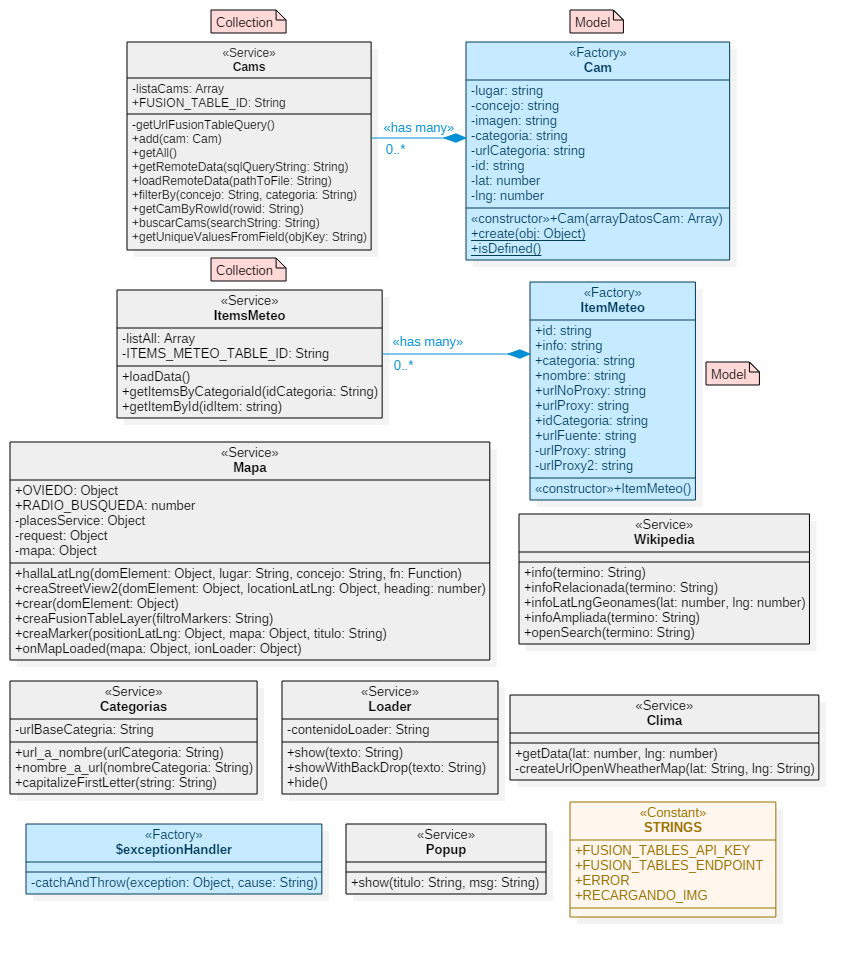 Collection
Model
«Service»
Cams
-listaCams: Array
+FUSION_TABLE_ID: String
-getUrlFusionTableQuery()
+add(cam: Cam)
+getAll()
+getRemoteData(sqlQueryString: String)
+loadRemoteData(pathToFile: String)
+filterBy(concejo: String, categoria: String)
+getCamByRowId(rowid: String)
+buscarCams(searchString: String)
+getUniqueValuesFromField(objKey: String)
«has many»
0..*
«Factory»
Cam
-lugar: string
-concejo: string
-imagen: string
-categoria: string
-urlCategoria: string
-id: string
-lat: number
-lng: number
«constructor»+Cam(arrayDatosCam: Array)
+create(obj: Object)
+isDefined()
Collection
«Service»
ItemsMeteo
-listAll: Array
-ITEMS_METEO_TABLE_ID: String
+loadData()
+getItemsByCategoriaId(idCategoria: String)
+getItemById(idItem: string)
«has many»
0..*
«Factory»
ItemMeteo
+id: string
+info: string
+categoria: string
+nombre: string
+urlNoProxy: string
+urlProxy: string
+idCategoria: string
+urlFuente: string
-urlProxy: string
-urlProxy2: string
«constructor»+ItemMeteo()
Model
«Service»
Mapa
+OVIEDO: Object
+RADIO_BUSQUEDA: number
-placesService: Object
-request: Object
-mapa: Object
+hallaLatLng(domElement: Object, lugar: String, concejo: String, fn: Function)
+creaStreetView2(domElement: Object, locationLatLng: Object, heading: number)
+crear(domElement: Object)
+creaFusionTableLayer(filtroMarkers: String)
+creaMarker(positionLatLng: Object, mapa: Object, titulo: String)
+onMapLoaded(mapa: Object, ionLoader: Object)
«Service»
Wikipedia
+info(termino: String)
+infoRelacionada(termino: String)
+infoLatLngGeonames(lat: number, lng: number)
+infoAmpliada(termino: String)
+openSearch(termino: String)
«Service»
Categorias
-urlBaseCategria: String
+url_a_nombre(urlCategoria: String)
+nombre_a_url(nombreCategoria: String)
+capitalizeFirstLetter(string: String)
«Service»
Loader
-contenidoLoader: String
+show(texto: String)
+showWithBackDrop(texto: String)
+hide()
«Service»
Clima
+getData(lat: number, lng: number)
-createUrlOpenWheatherMap(lat: String, lng: String)
«Factory»
$exceptionHandler
-catchAndThrow(exception: Object, cause: String)
«Service»
Popup
+show(titulo: String, msg: String)
«Constant»
STRINGS
+FUSION_TABLES_API_KEY
+FUSION_TABLES_ENDPOINT
+ERROR
+RECARGANDO_IMG